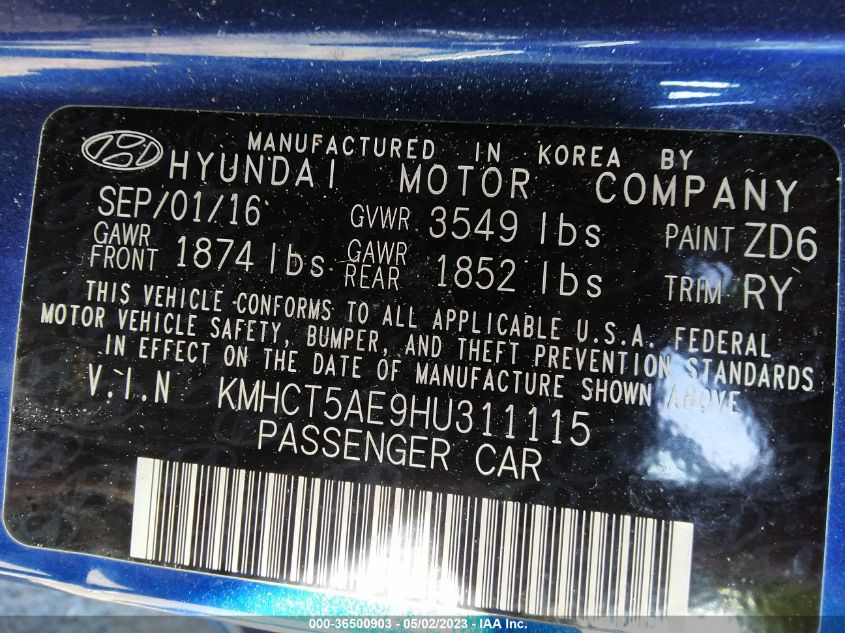 MANUFACTURED IN KOREA BY
HYUNDAI MOTOR COMPANY
SEP/01/16 GVWR 3549 lbs PAINT ZD6
GAWR FRONT 1874 lbs GAWR REAR 1852 lbs TRIM RY
THIS VEHICLE CONFORMS TO ALL APPLICABLE U.S.A. FEDERAL
MOTOR VEHICLE SAFETY, BUMPER, AND THEFT PREVENTION STANDARDS
IN EFFECT ON THE DATE OF MANUFACTURE SHOWN ABOVE
V.I.N KMHCT5AE9HU311115
PASSENGER CAR
000-36500903 - 05/02/2023 - IAA Inc.